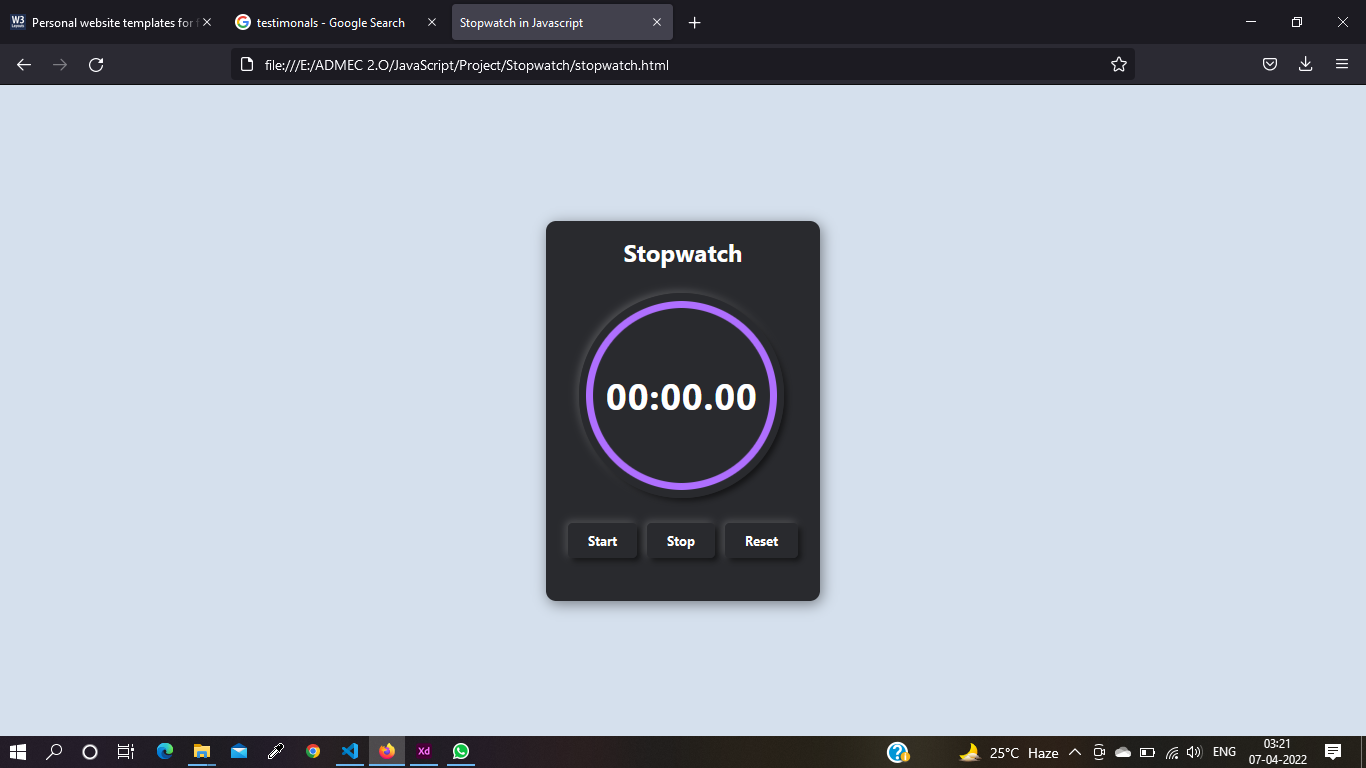 W3 Layouts Personal website templates for f
testimonals - Google Search
Stopwatch in Javascript
file:///E:/ADMEC 2.O/JavaScript/Project/Stopwatch/stopwatch.html
Stopwatch
00:00.00
Start Stop Reset
Xd
25°C Haze
ENG
03:21
07-04-2022